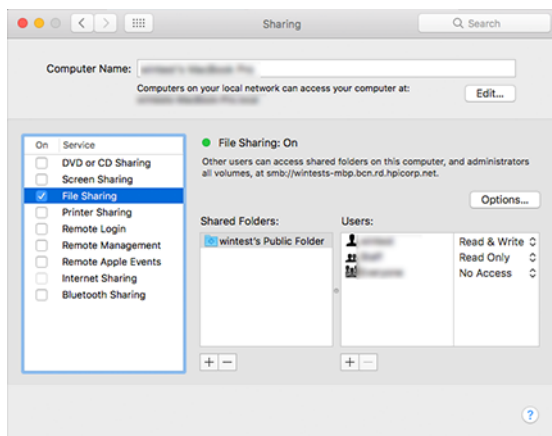 Sharing
Search
Computer Name:
Computers on your local network can access your computer at:
Edit...
On Service
DVD or CD Sharing
Screen Sharing
File Sharing
Printer Sharing
Remote Login
Remote Management
Remote Apple Events
Internet Sharing
Bluetooth Sharing
File Sharing: On
Other users can access shared folders on this computer, and administrators
all volumes, at smb://wintests-mbp.bcn.rd.hpicorp.net.
Options...
Shared Folders:
wintest's Public Folder
Users:
Read & Write
Read Only
No Access
+ −
+ −
?